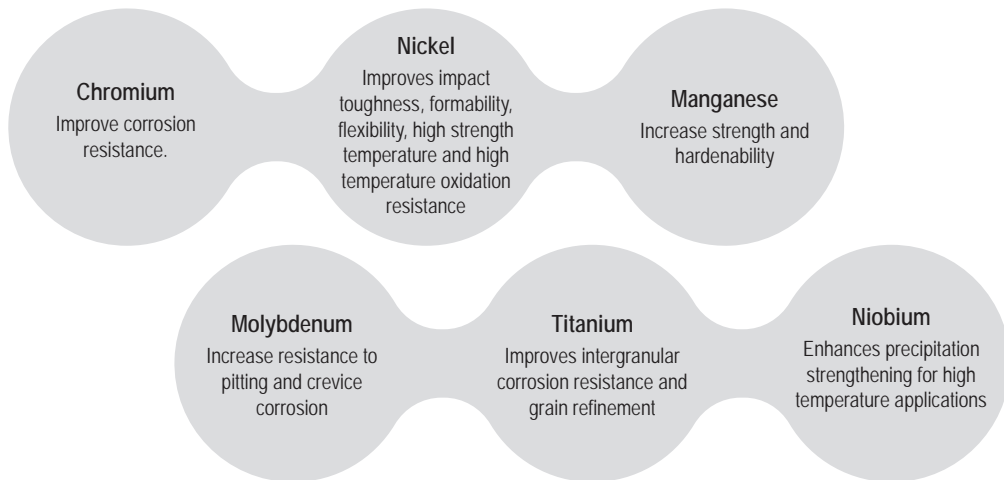 Chromium
Improve corrosion
resistance.
Nickel
Improves impact
toughness, formability,
flexibility, high strength
temperature and high
temperature oxidation
resistance
Manganese
Increase strength and
hardenability
Molybdenum
Increase resistance to
pitting and crevice
corrosion
Titanium
Improves intergranular
corrosion resistance and
grain refinement
Niobium
Enhances precipitation
strengthening for high
temperature applications